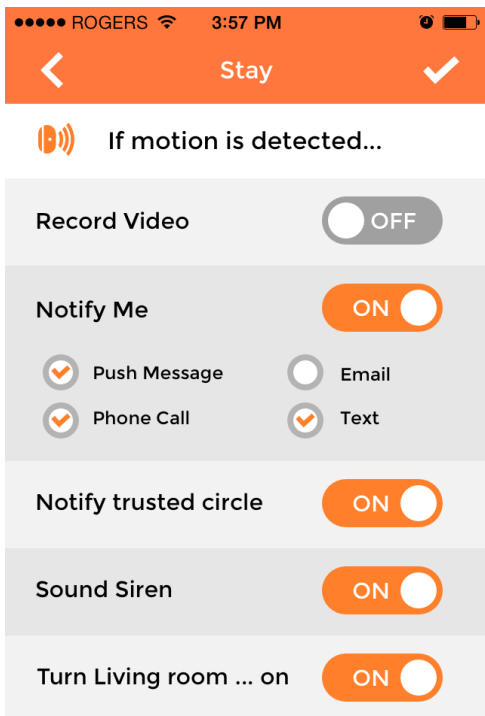 ROGERS 3:57 PM
Stay
If motion is detected...
Record Video OFF
Notify Me ON
Push Message Email
Phone Call Text
Notify trusted circle ON
Sound Siren ON
Turn Living room ... on ON